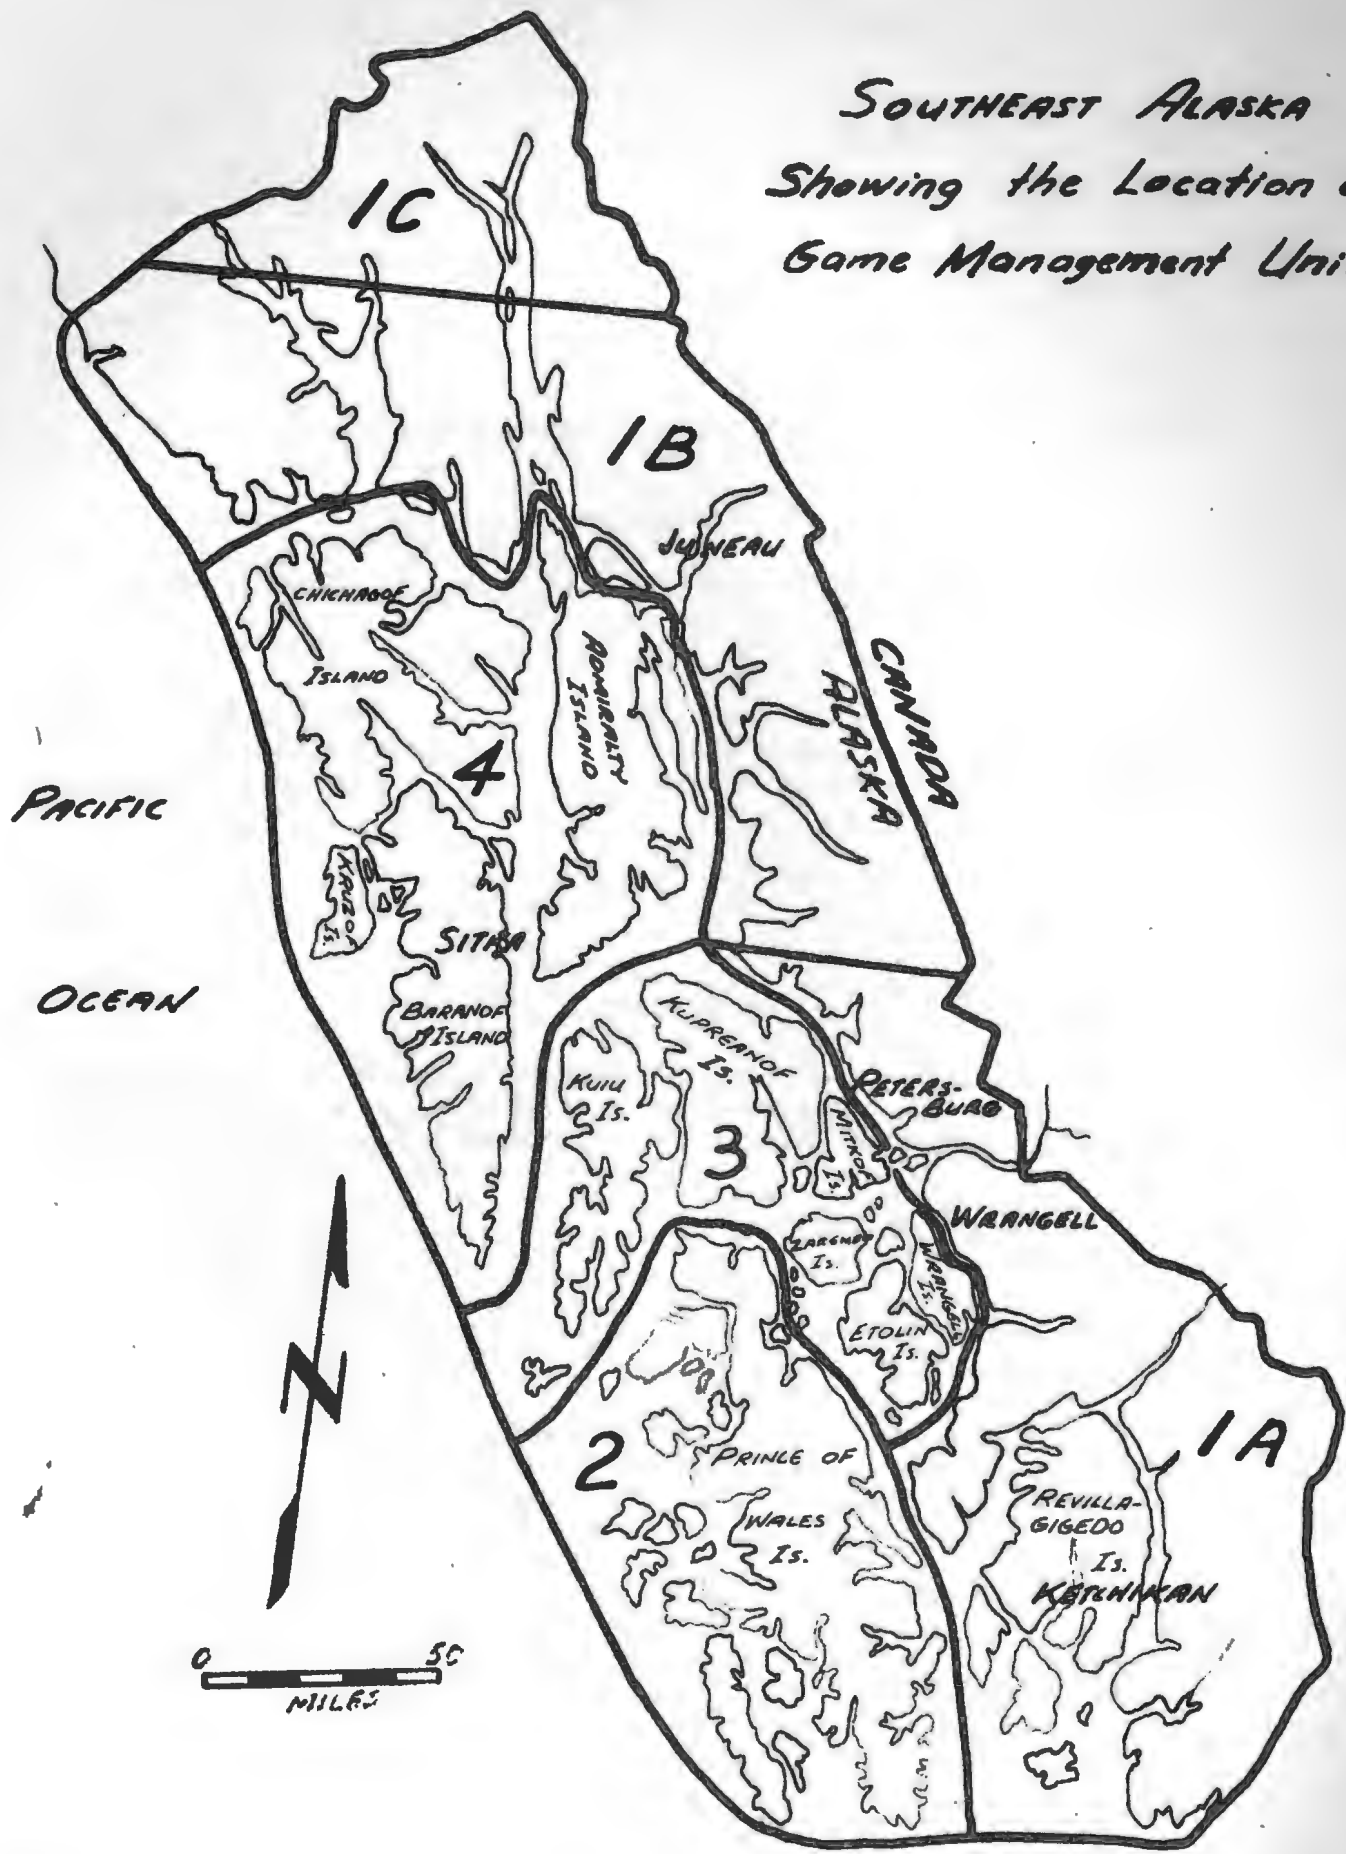 SOUTHEAST ALASKA
Showing the Location
Game Management Uni
1C
1B
JUNEAU
CHICHAGOF
ISLAND
ADMIRALTY
ISLAND
CANADA
ALASKA
4
PACIFIC
OCEAN
KRUZOF
Is.
SITKA
BARANOF
ISLAND
KUPREANOF
Is.
KUIU
Is.
PETERS-
BURG
MITKOF
Is.
3
WRANGELL
ZAREMBO
Is.
WRANGELL
Is.
ETOLIN
Is.
N
2
1A
PRINCE OF
WALES
Is.
REVILLA-
GIGEDO
Is.
KETCHIKAN
0 50
MILES